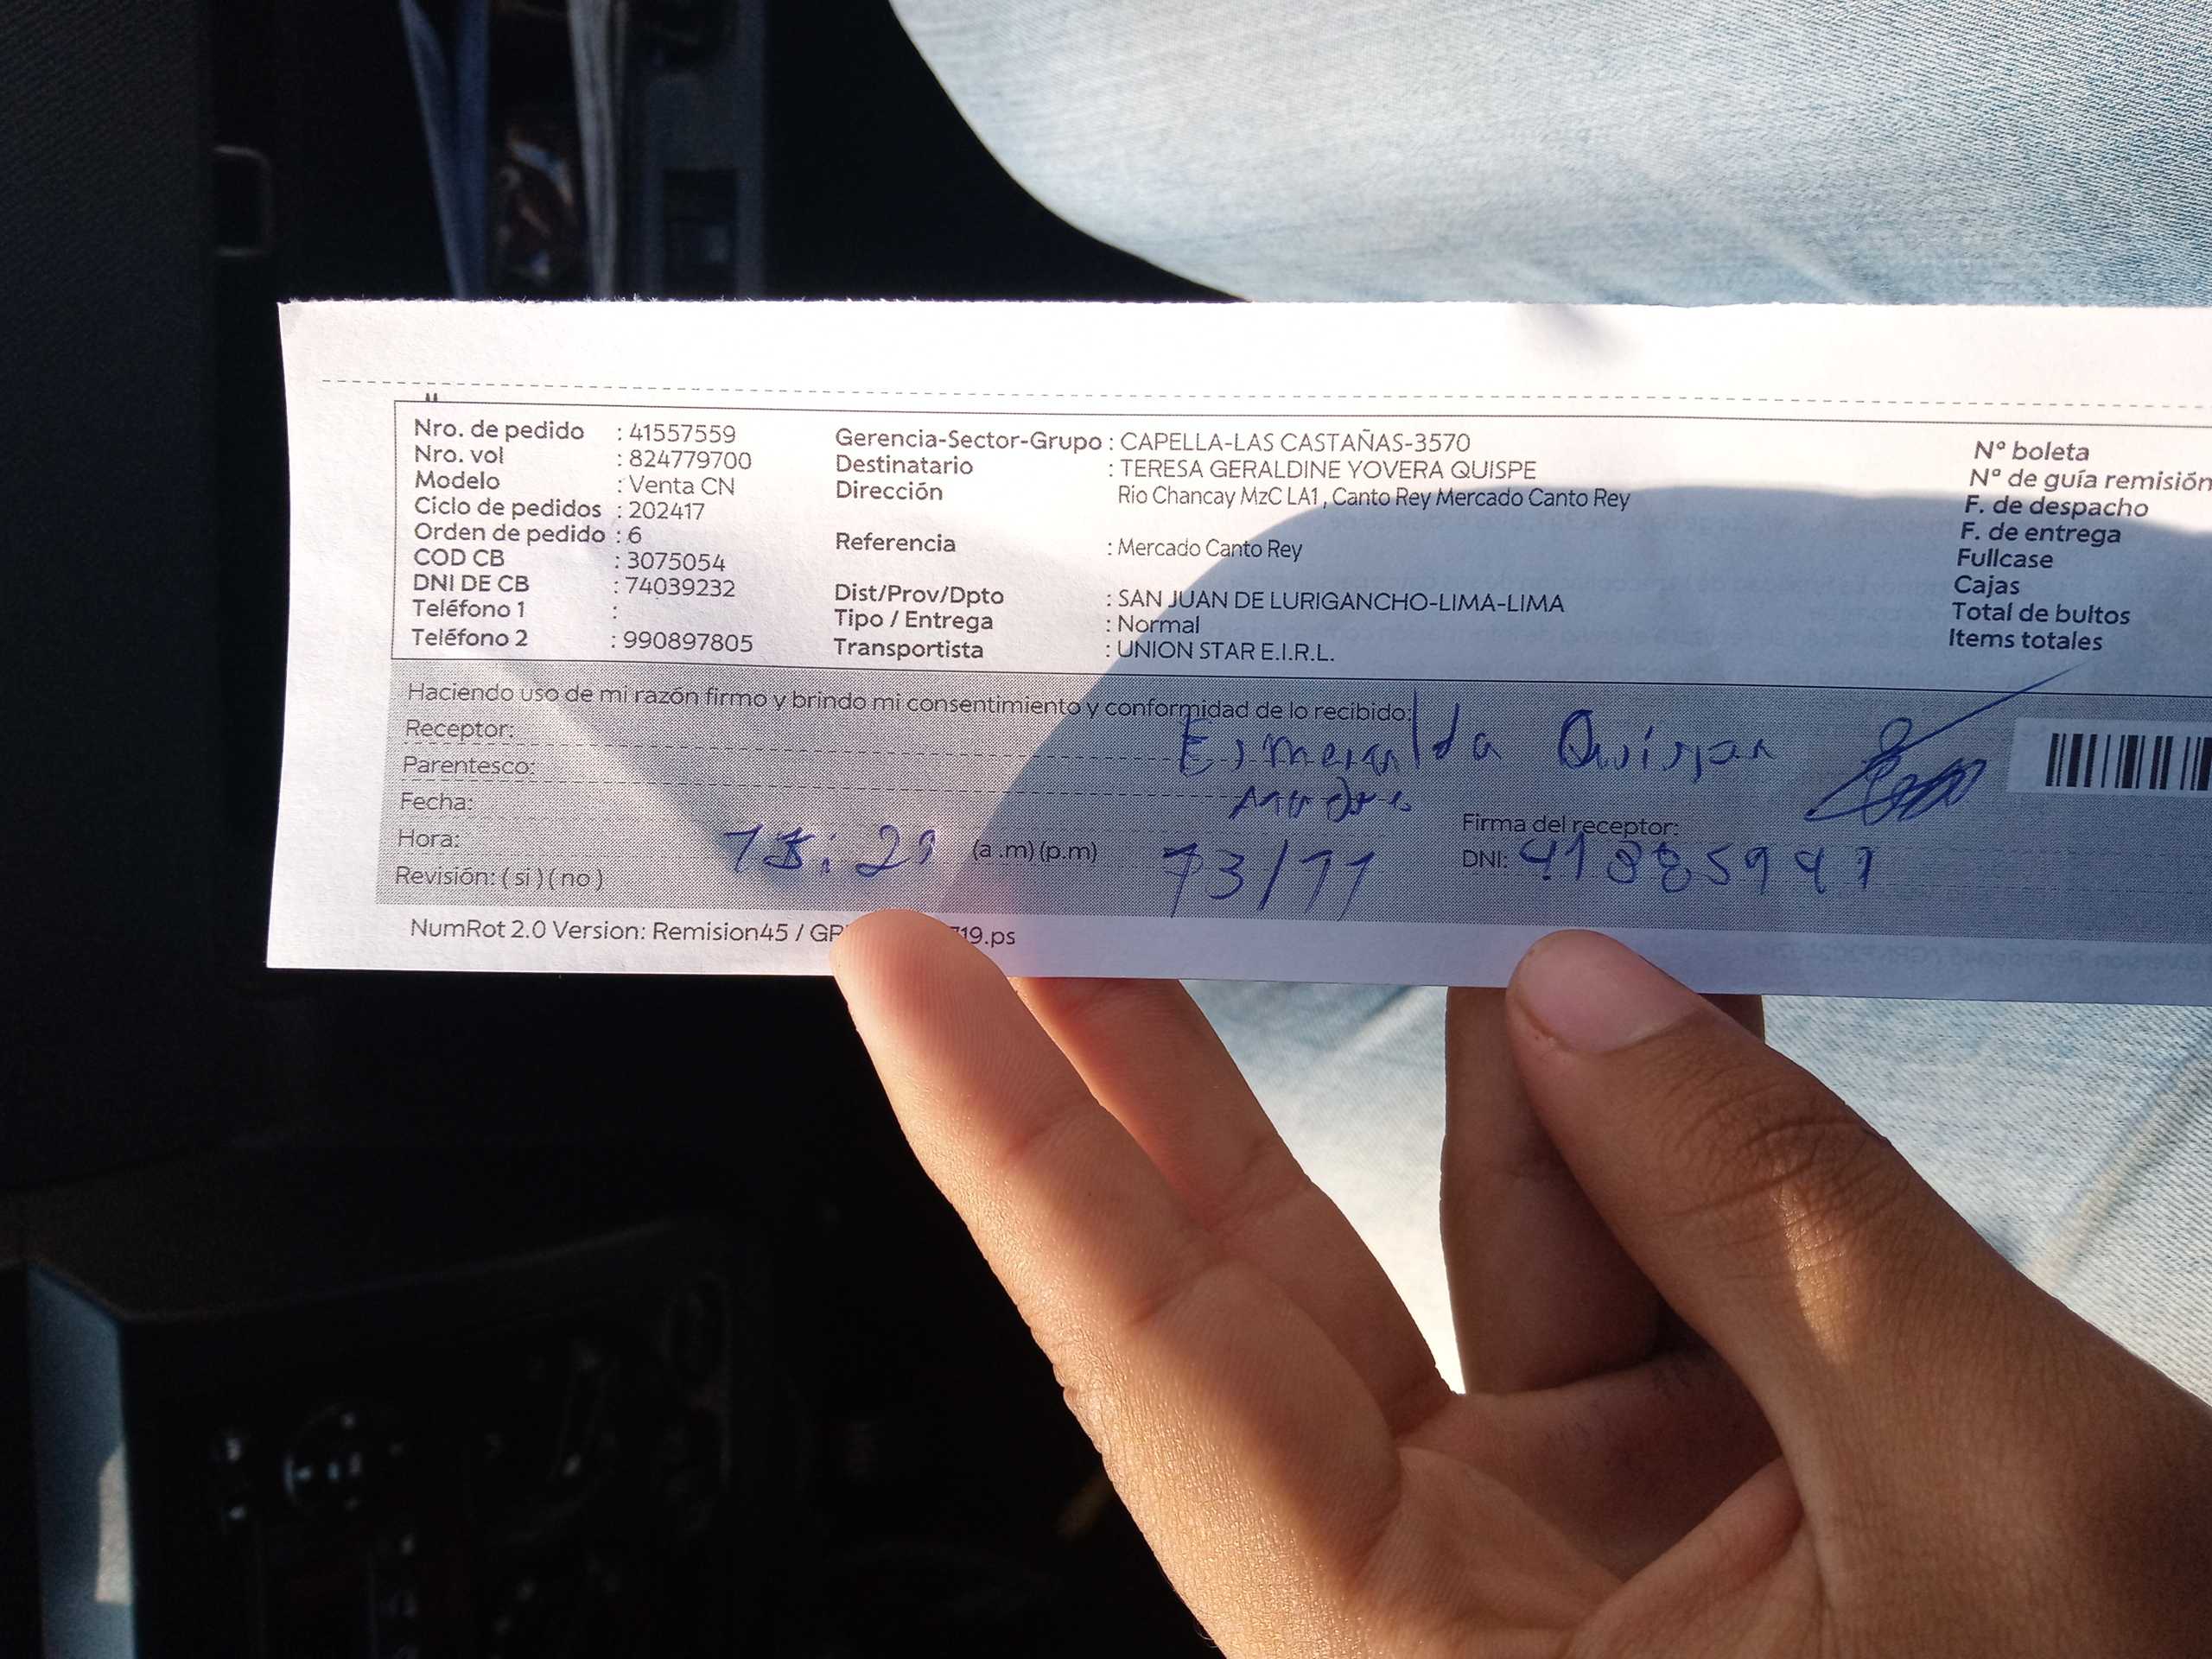 Nro. de pedido : 41557559
Nro. vol : 824779700
Modelo : Venta CN
Ciclo de pedidos : 202417
Orden de pedido : 6
COD CB : 3075054
DNI DE CB : 74039232
Teléfono 1 :
Teléfono 2 : 990897805
Gerencia-Sector-Grupo : CAPELLA-LAS CASTAÑAS-3570
Destinatario : TERESA GERALDINE YOVERA QUISPE
Dirección Rio Chancay MzC LA1, Canto Rey Mercado Canto Rey
Referencia : Mercado Canto Rey
Dist/Prov/Dpto : SAN JUAN DE LURIGANCHO-LIMA-LIMA
Tipo / Entrega : Normal
Transportista : UNION STAR E.I.R.L.
Nº boleta
Nº de guía remisión
F. de despacho
F. de entrega
Fullcase
Cajas
Total de bultos
Items totales
Haciendo uso de mi razón firmo y brindo mi consentimiento y conformidad de lo recibido:
Receptor: Esmeralda
Parentesco: Madre
Fecha:
Hora: (a .m) (p.m) 13/11
Firma del receptor:
DNI:
Revisión: ( si ) ( no )
NumRot 2.0 Version: Remision45 / 19.ps